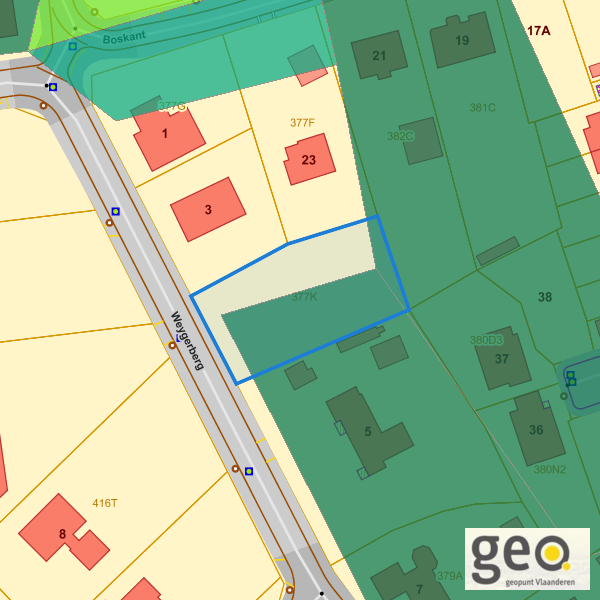 Boskant
17A
21
19
377G
1
377F
23
382C
381C
3
377K
38
Weygerberg
380D3
37
5
36
380N2
416T
8
379A
7
geo
geopunt Vlaanderen